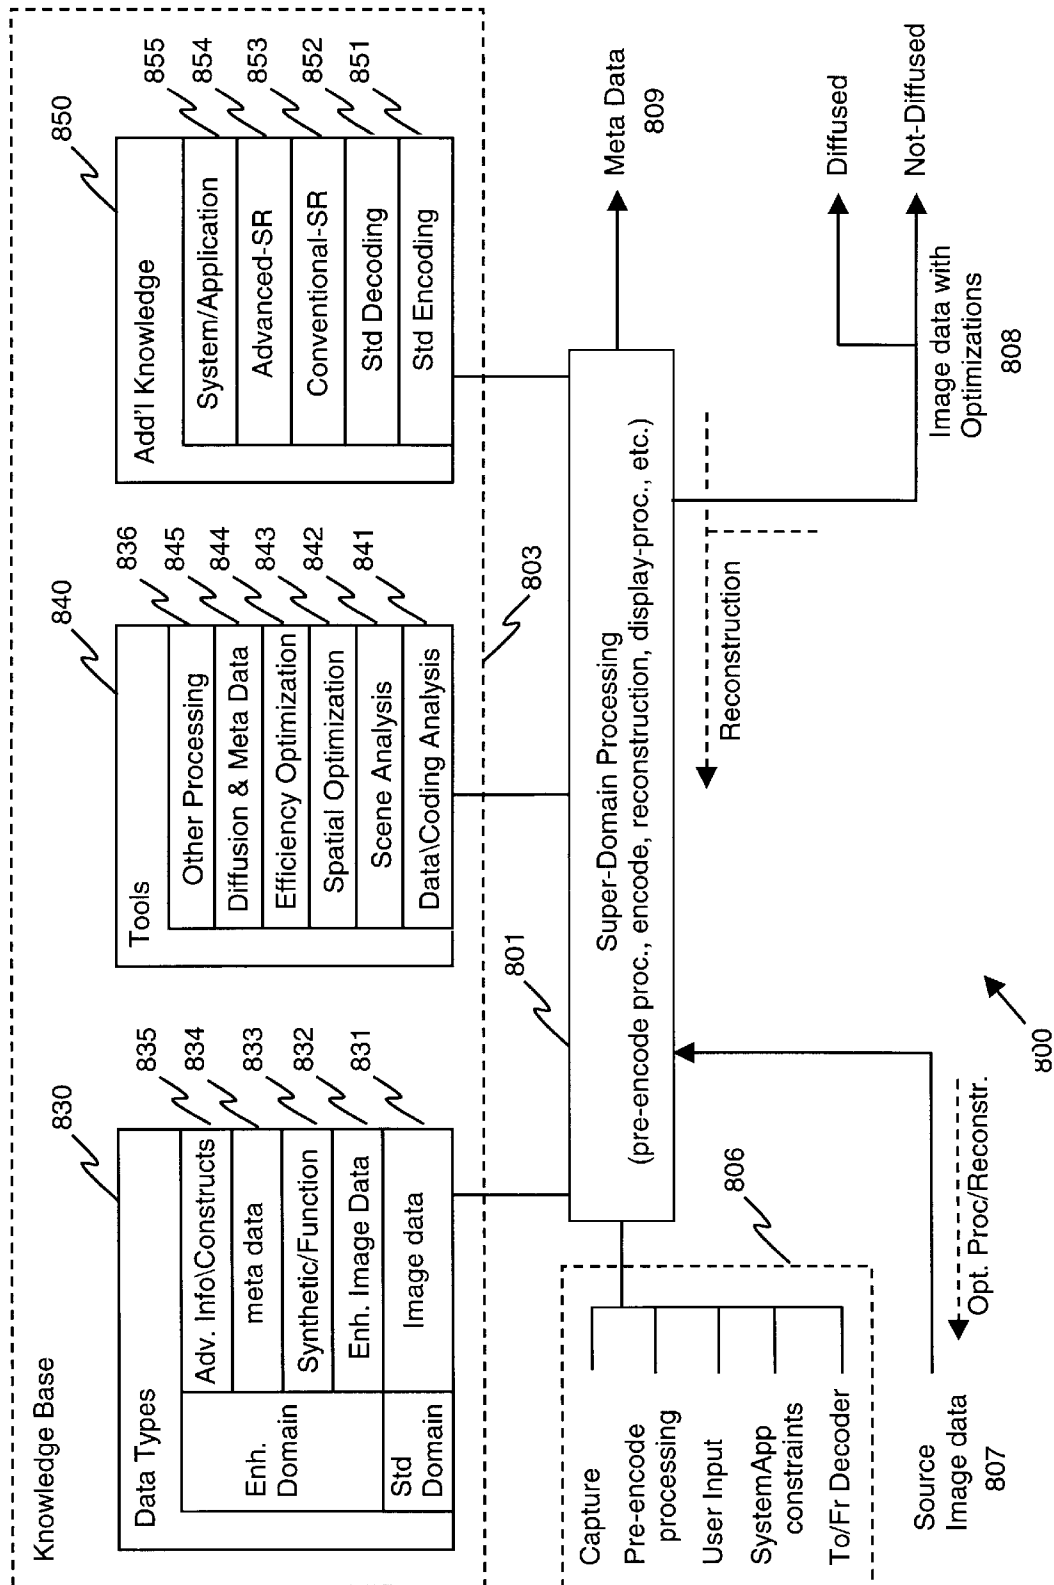 Knowledge Base
830
Data Types
Enh.
Domain
Std
Domain
Adv. Info\Constructs
meta data
Synthetic/Function
Enh. Image Data
Image data
835
834
833
832
831
840
Tools
Other Processing
Diffusion & Meta Data
Efficiency Optimization
Spatial Optimization
Scene Analysis
Data\Coding Analysis
836
845
844
843
842
841
850
Add'l Knowledge
System/Application
Advanced-SR
Conventional-SR
Std Decoding
Std Encoding
855
854
853
852
851
803
801
Super-Domain Processing
(pre-encode proc., encode, reconstruction, display-proc., etc.)
Meta Data
809
806
Capture
Pre-encode
processing
User Input
SystemApp
constraints
To/Fr Decoder
Source
Image data
807
Opt. Proc/Reconstr.
Reconstruction
Diffused
Not-Diffused
Image data with
Optimizations
808
800